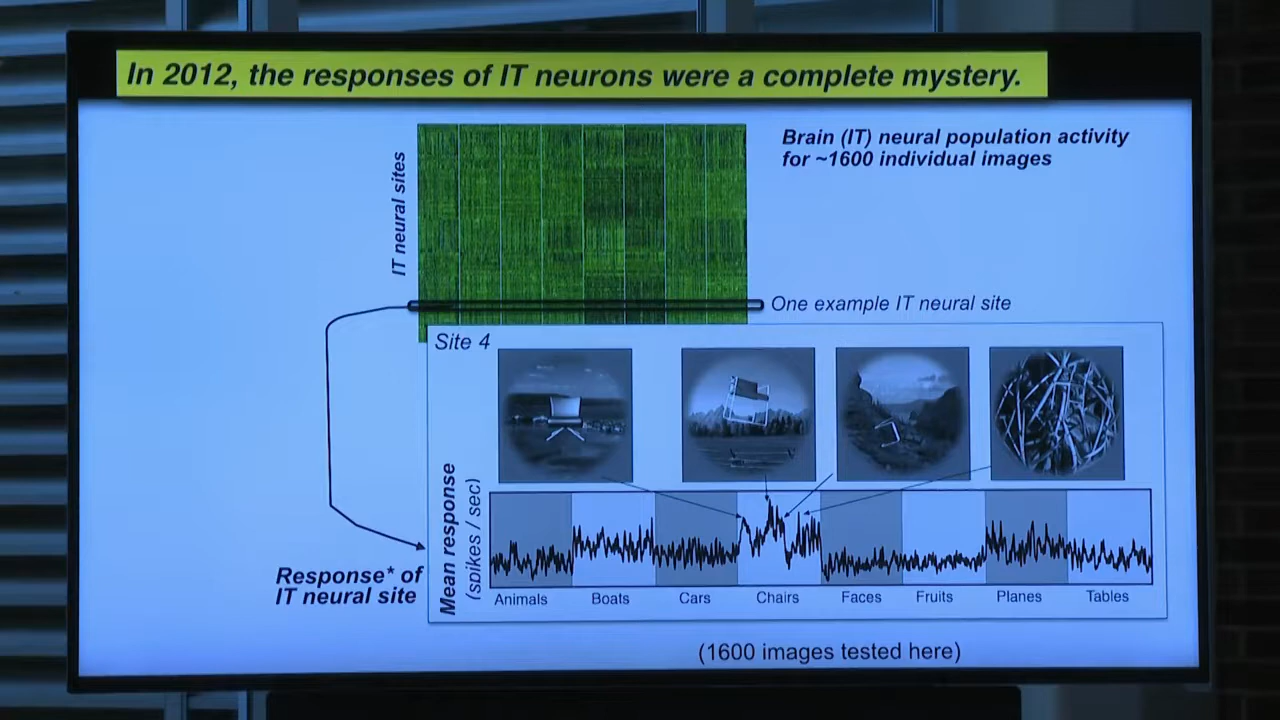 In 2012, the responses of IT neurons were a complete mystery.
Brain (IT) neural population activity
for ~1600 individual images
IT neural sites
One example IT neural site
Site 4
Mean response
(spikes / sec)
Response* of
IT neural site
Animals Boats Cars Chairs Faces Fruits Planes Tables
(1600 images tested here)